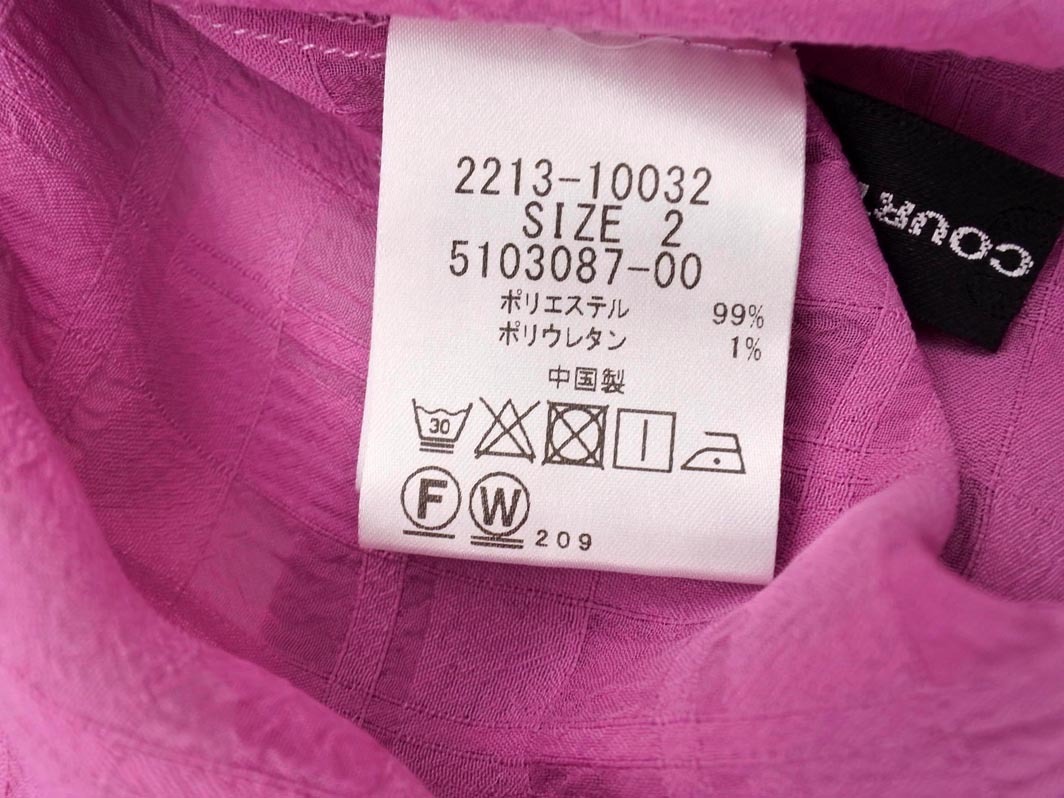 2213-10032
SIZE 2
5103087-00
ポリエステル 99%
ポリウレタン 1%
中国製
30
F W 209
COUR